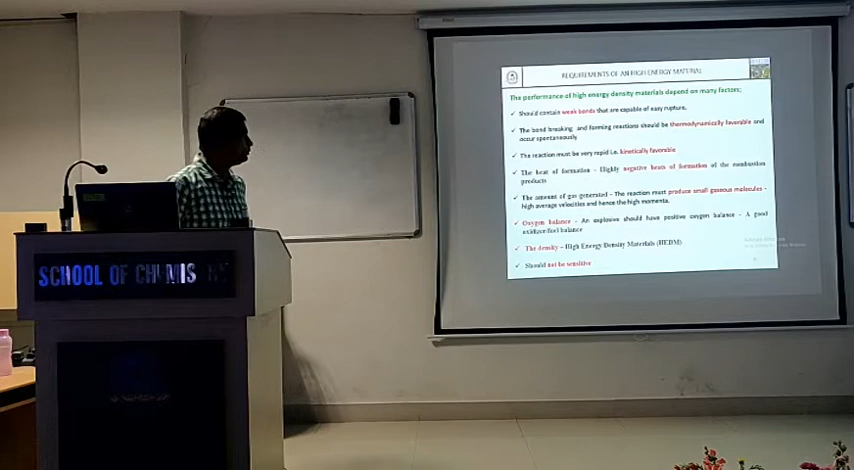 REQUIREMENTS OF AN HIGH ENERGY MATERIAL
The performance of high energy density materials depend on many factors;
✓ Should contain weak bonds that are capable of easy rupture.
✓ The bond breaking and forming reactions should be thermodynamically favorable and
occur spontaneously
✓ The reaction must be very repid i.e. kinetically favorable
✓ The heat of formation - Highly negative heats of formation of the combustion
products
✓ The amount of gas generated - The reaction must produce small gaseous molecules -
high average velocities and hence the high momenta.
✓ Oxygen balance - An explosive should have positive oxygen balance - A good
oxidizer/fuel balance
✓ The density – High Energy Density Materials (HEDM)
✓ Should not be sensitive
SCHOOL OF CHEMIS